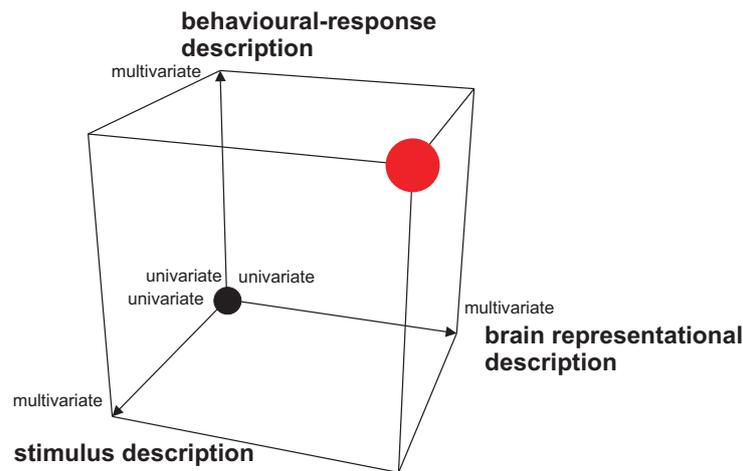 behavioural-response
description
multivariate
univariate univariate
univariate
multivariate
brain representational
description
multivariate
stimulus description